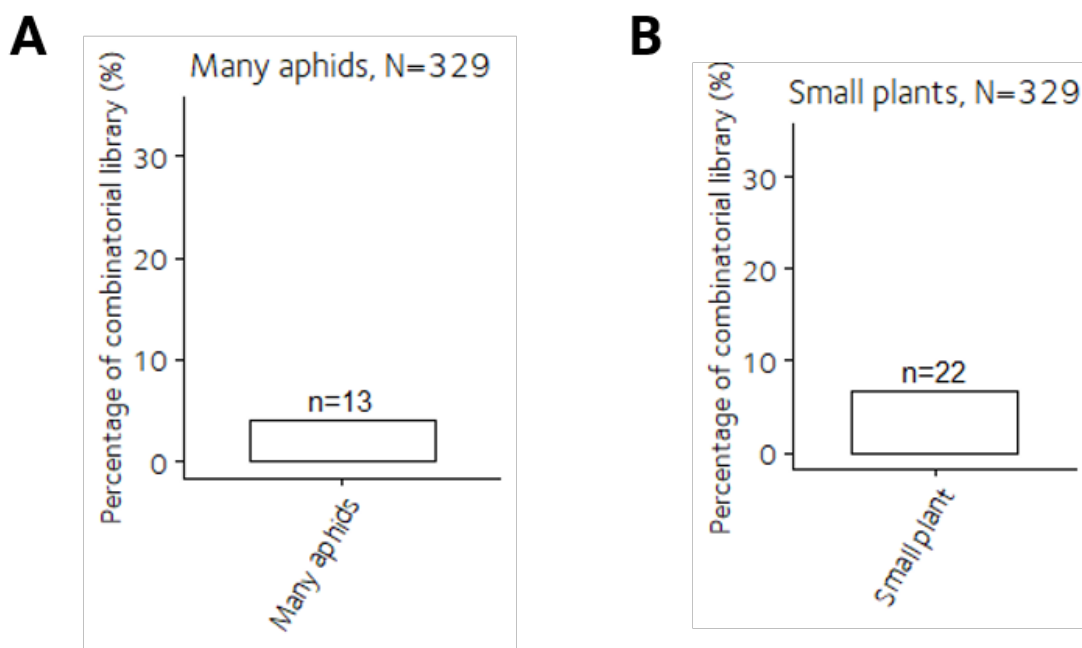 A
Many aphids, N=329
Percentage of combinatorial library (%)
30
20
10
0
n=13
Many aphids
B
Small plants, N=329
Percentage of combinatorial library (%)
30
20
10
0
n=22
Small plant